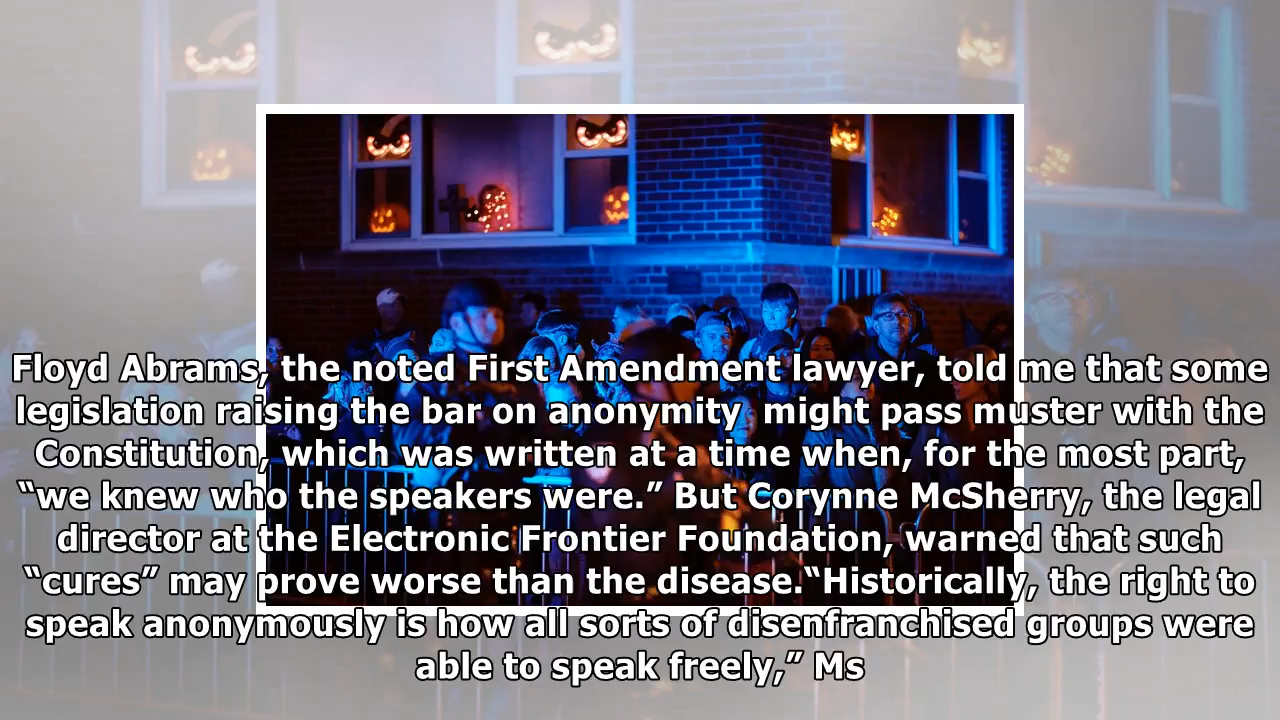 Floyd Abrams, the noted First Amendment lawyer, told me that some
legislation raising the bar on anonymity  might pass muster with the
Constitution, which was written at a time when, for the most part,
“we knew who the speakers were.” But Corynne McSherry, the legal
director at the Electronic Frontier Foundation, warned that such
“cures” may prove worse than the disease.“Historically, the right to
speak anonymously is how all sorts of disenfranchised groups were
able to speak freely,” Ms